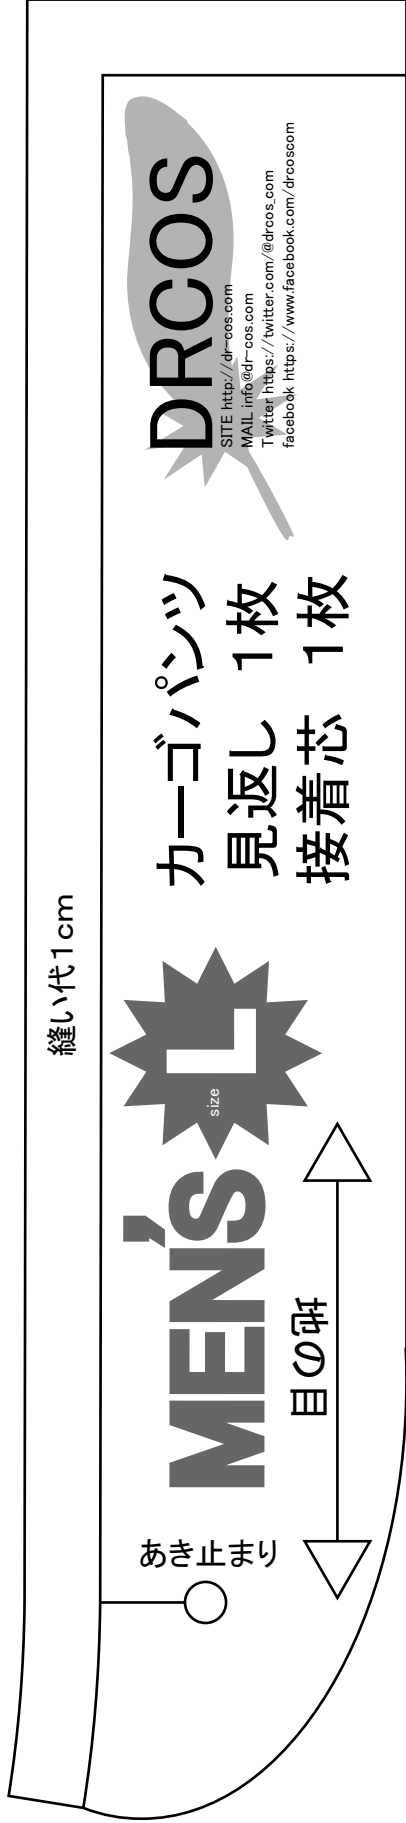 DRCOS
SITE http://dr-cos.com
MAIL info@dr-cos.com
Twitter https://twitter.com/@drcos_com
facebook https://www.facebook.com/drcoscom
カーゴパンツ
見返し 1枚
接着芯 1枚
縫い代1cm
size
L
MEN'S
地の目
あき止まり